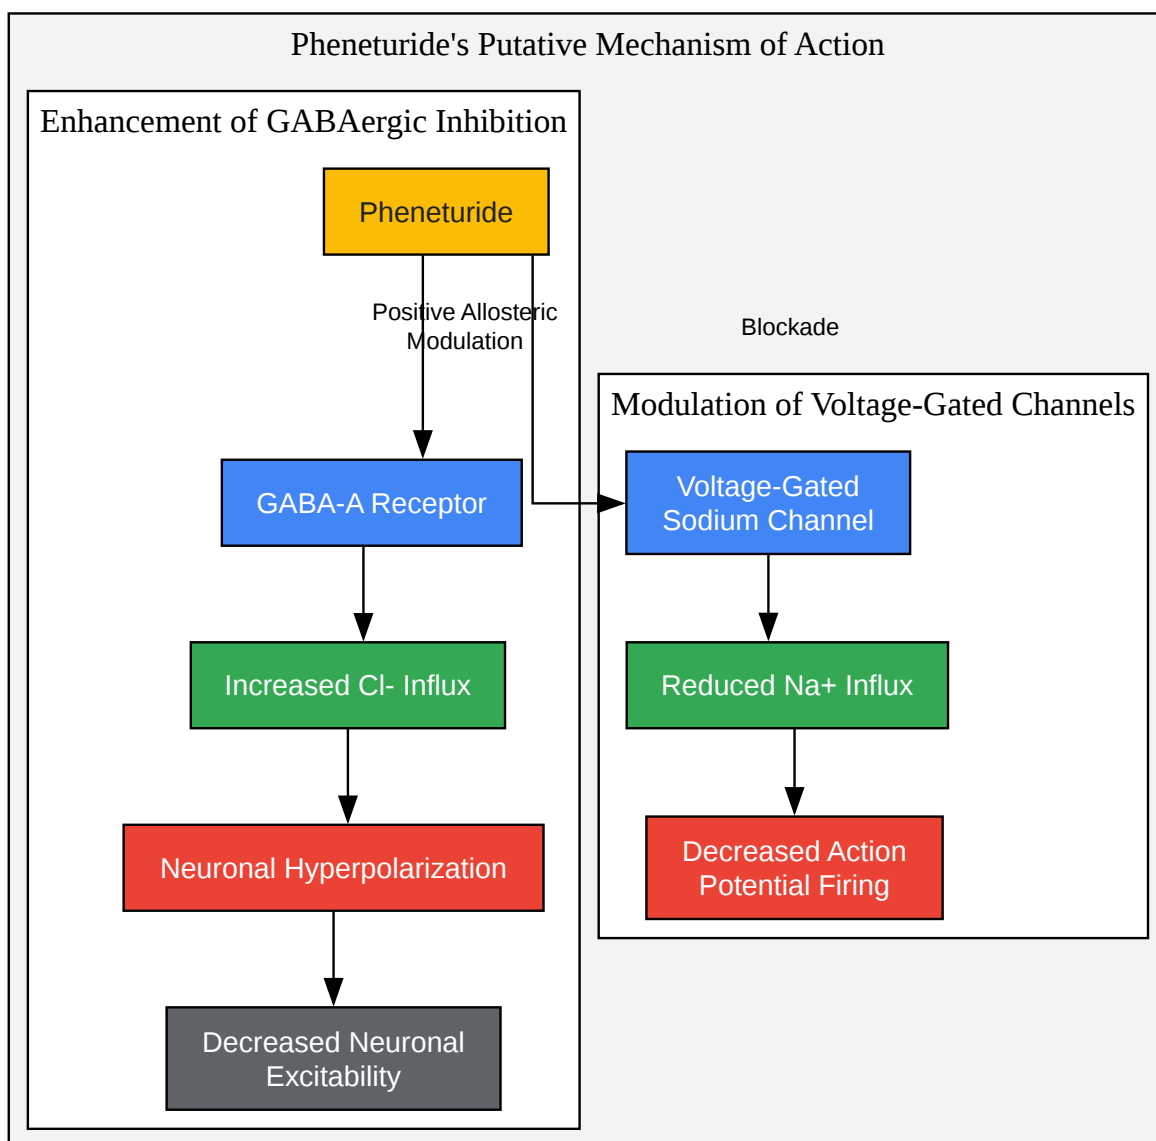 Pheneturide's Putative Mechanism of Action
Enhancement of GABAergic Inhibition
Pheneturide
Positive Allosteric
Modulation
GABA-A Receptor
Increased Cl- Influx
Neuronal Hyperpolarization
Decreased Neuronal
Excitability
Blockade
Modulation of Voltage-Gated Channels
Voltage-Gated
Sodium Channel
Reduced Na+ Influx
Decreased Action
Potential Firing